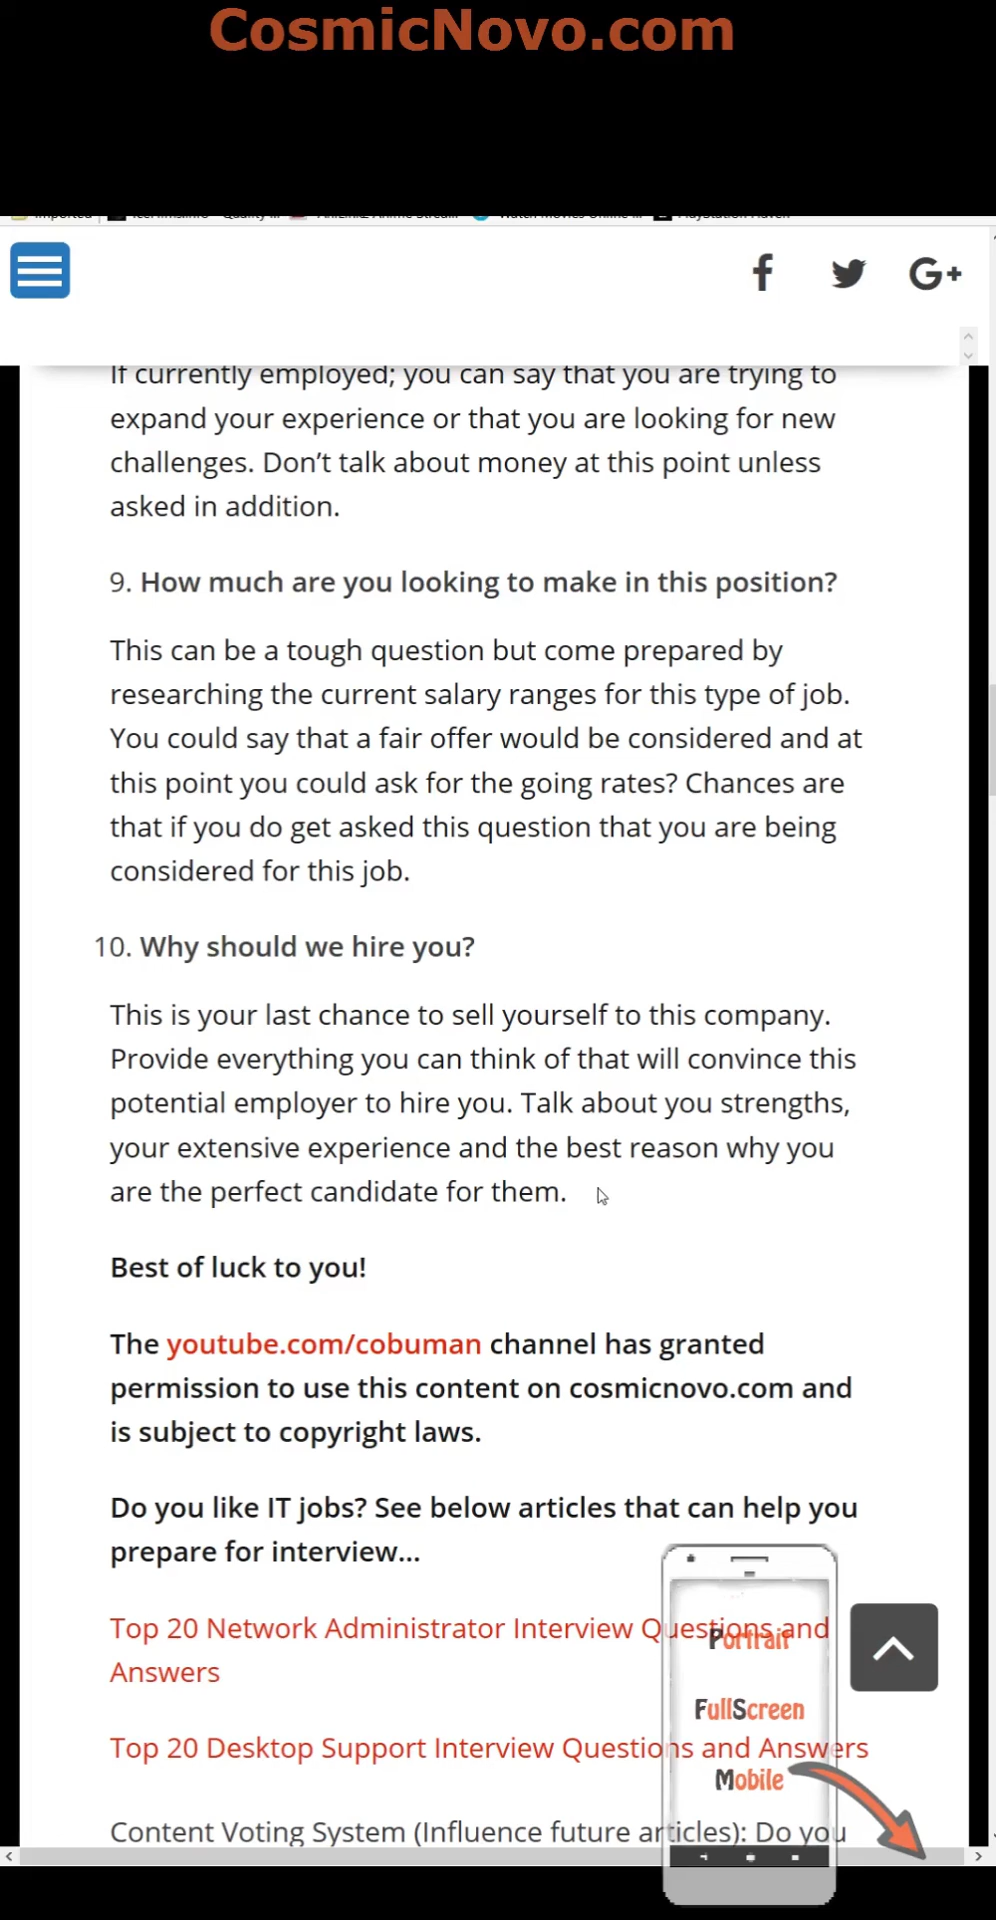 CosmicNovo.com
G+
If currently employed; you can say that you are trying to
expand your experience or that you are looking for new
challenges. Don't talk about money at this point unless
asked in addition.
9. How much are you looking to make in this position?
This can be a tough question but come prepared by
researching the current salary ranges for this type of job.
You could say that a fair offer would be considered and at
this point you could ask for the going rates? Chances are
that if you do get asked this question that you are being
considered for this job.
10. Why should we hire you?
This is your last chance to sell yourself to this company.
Provide everything you can think of that will convince this
potential employer to hire you. Talk about you strengths,
your extensive experience and the best reason why you
are the perfect candidate for them.
Best of luck to you!
The youtube.com/cobuman channel has granted
permission to use this content on cosmicnovo.com and
is subject to copyright laws.
Do you like IT jobs? See below articles that can help you
prepare for interview...
Top 20 Network Administrator Interview Questions and
Answers
Top 20 Desktop Support Interview Questions and Answers
Content Voting System (Influence future articles): Do you
Portrait
FullScreen
Mobile